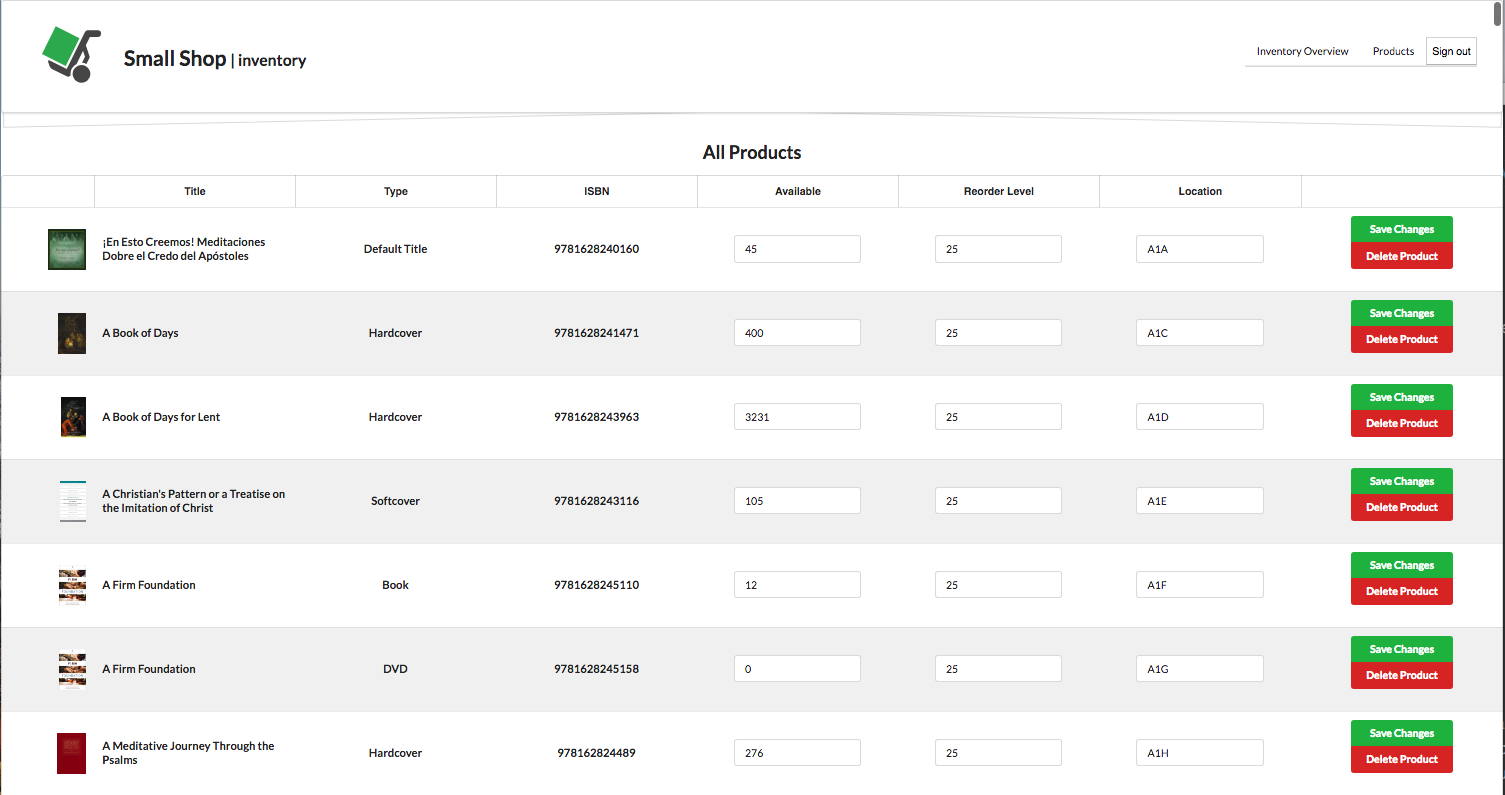 Small Shop | inventory
Inventory Overview Products Sign out
All Products
Title Type ISBN Available Reorder Level Location
¡En Esto Creemos! Meditaciones
Dobre el Credo del Apóstoles
Default Title 9781628240160 45 25 A1A
Save Changes
Delete Product
A Book of Days Hardcover 9781628241471 400 25 A1C
Save Changes
Delete Product
A Book of Days for Lent Hardcover 9781628243963 3231 25 A1D
Save Changes
Delete Product
A Christian's Pattern or a Treatise on
the Imitation of Christ
Softcover 9781628243116 105 25 A1E
Save Changes
Delete Product
A Firm Foundation Book 9781628245110 12 25 A1F
Save Changes
Delete Product
A Firm Foundation DVD 9781628245158 0 25 A1G
Save Changes
Delete Product
A Meditative Journey Through the
Psalms
Hardcover 978162824489 276 25 A1H
Save Changes
Delete Product